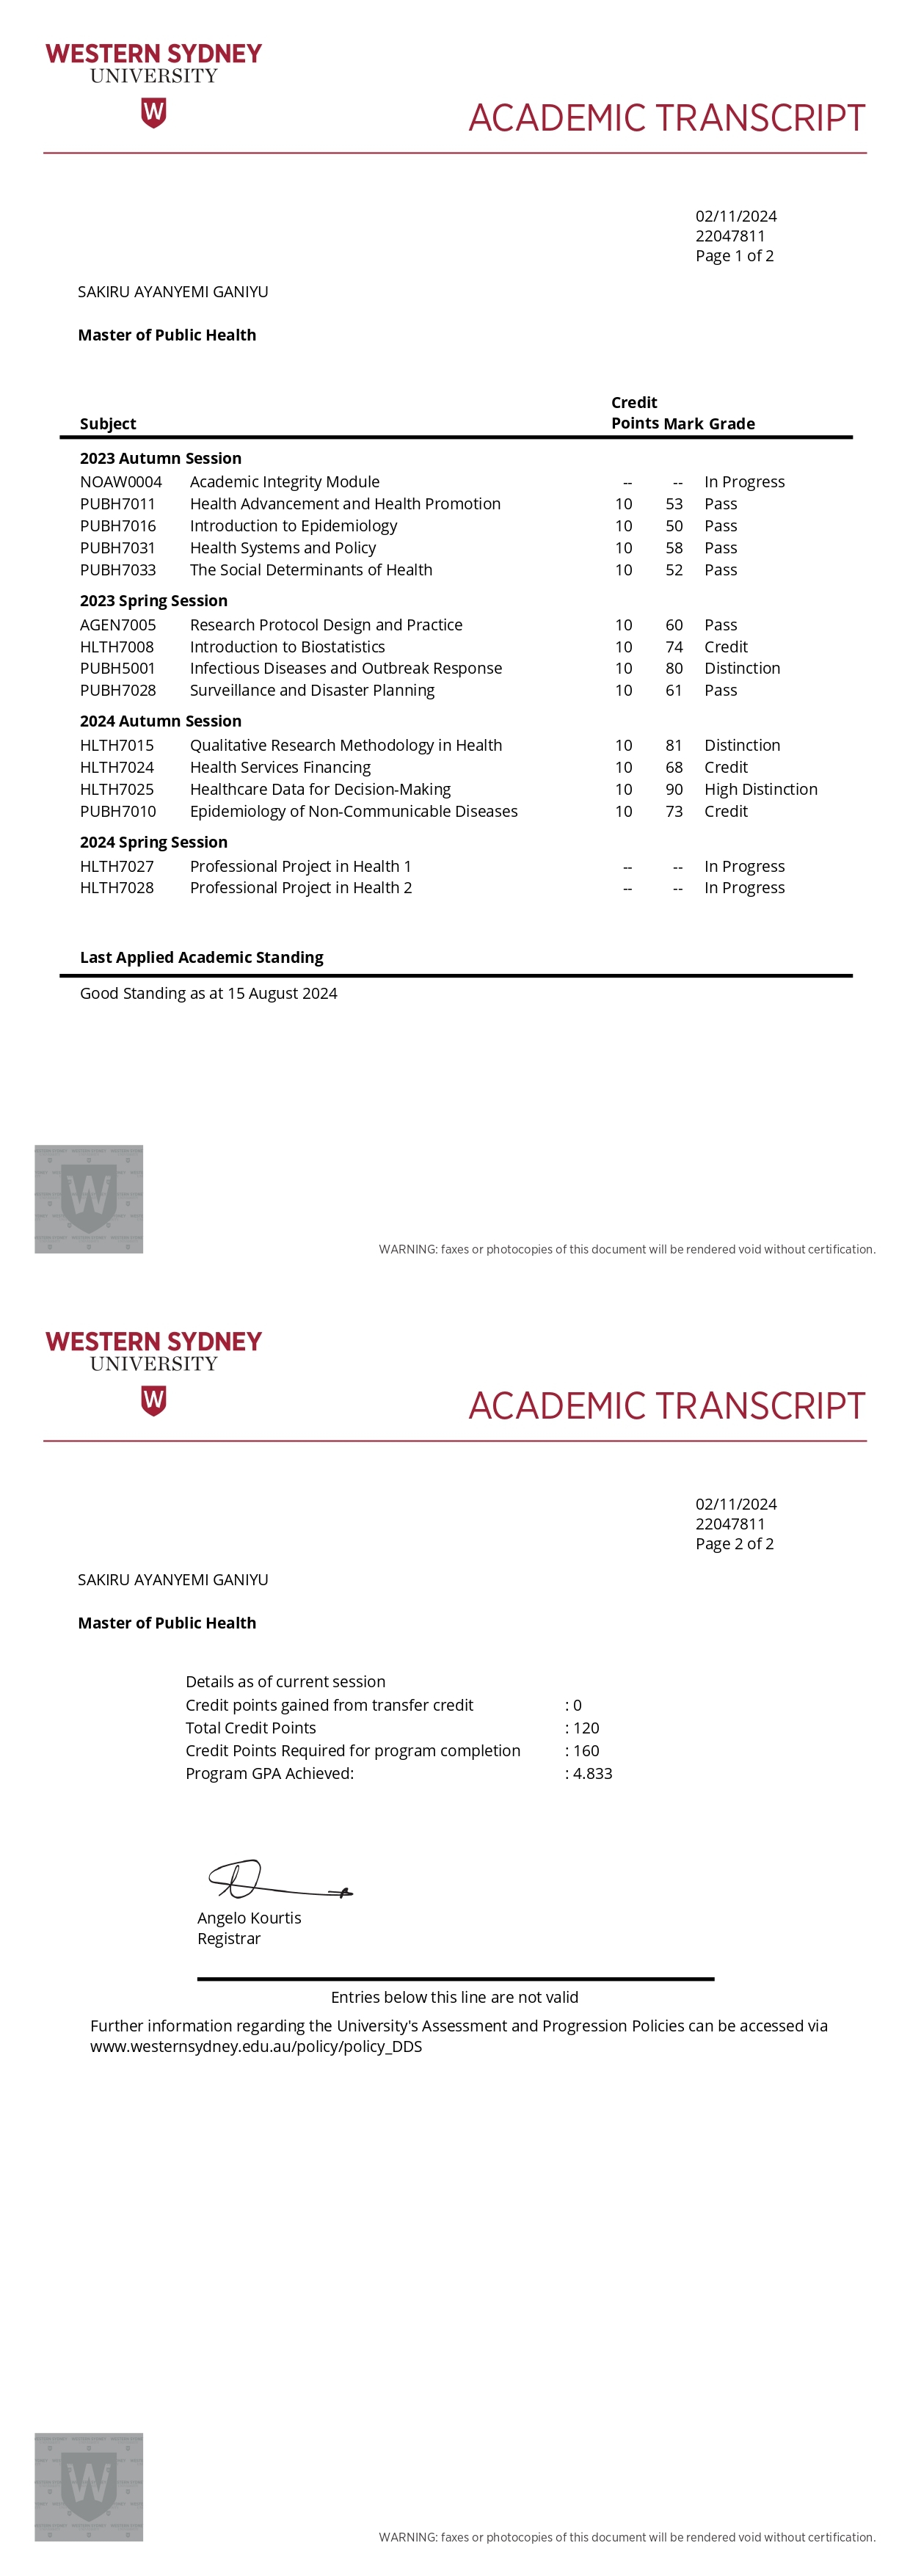 WESTERN SYDNEY
UNIVERSITY
W
ACADEMIC TRANSCRIPT
02/11/2024
22047811
Page 1 of 2
SAKIRU AYANYEMI GANIYU
Master of Public Health
Subject Credit Points Mark Grade
2023 Autumn Session
NOAW0004 Academic Integrity Module -- -- In Progress
PUBH7011 Health Advancement and Health Promotion 10 53 Pass
PUBH7016 Introduction to Epidemiology 10 50 Pass
PUBH7031 Health Systems and Policy 10 58 Pass
PUBH7033 The Social Determinants of Health 10 52 Pass
2023 Spring Session
AGEN7005 Research Protocol Design and Practice 10 60 Pass
HLTH7008 Introduction to Biostatistics 10 74 Credit
PUBH5001 Infectious Diseases and Outbreak Response 10 80 Distinction
PUBH7028 Surveillance and Disaster Planning 10 61 Pass
2024 Autumn Session
HLTH7015 Qualitative Research Methodology in Health 10 81 Distinction
HLTH7024 Health Services Financing 10 68 Credit
HLTH7025 Healthcare Data for Decision-Making 10 90 High Distinction
PUBH7010 Epidemiology of Non-Communicable Diseases 10 73 Credit
2024 Spring Session
HLTH7027 Professional Project in Health 1 -- -- In Progress
HLTH7028 Professional Project in Health 2 -- -- In Progress
Last Applied Academic Standing
Good Standing as at 15 August 2024
W
WARNING: faxes or photocopies of this document will be rendered void without certification.
WESTERN SYDNEY
UNIVERSITY
W
ACADEMIC TRANSCRIPT
02/11/2024
22047811
Page 2 of 2
SAKIRU AYANYEMI GANIYU
Master of Public Health
Details as of current session
Credit points gained from transfer credit : 0
Total Credit Points : 120
Credit Points Required for program completion : 160
Program GPA Achieved: : 4.833
Angelo Kourtis
Registrar
Entries below this line are not valid
Further information regarding the University's Assessment and Progression Policies can be accessed via
www.westernsydney.edu.au/policy/policy_DDS
W
WARNING: faxes or photocopies of this document will be rendered void without certification.